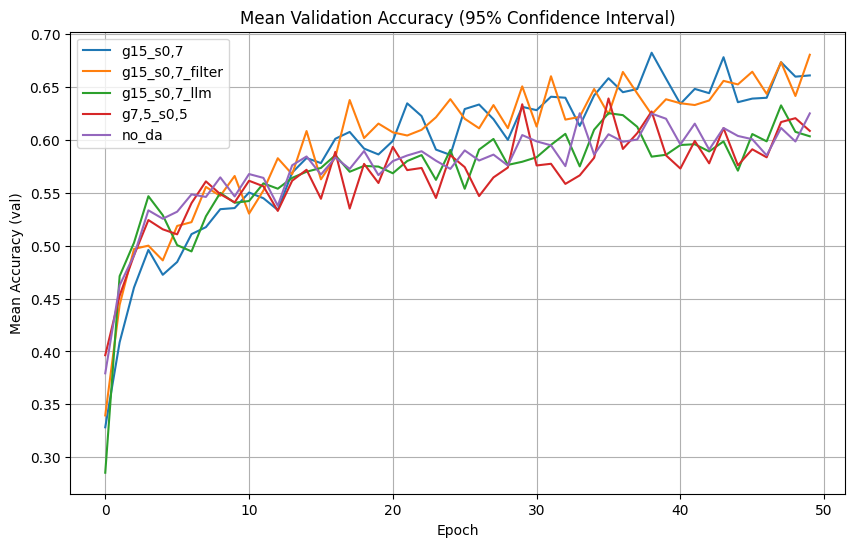 Mean Validation Accuracy (95% Confidence Interval)
g15_s0,7
g15_s0,7_filter
g15_s0,7_llm
g7,5_s0,5
no_da
Mean Accuracy (val)
0.70
0.65
0.60
0.55
0.50
0.45
0.40
0.35
0.30
0
10
20
30
40
50
Epoch